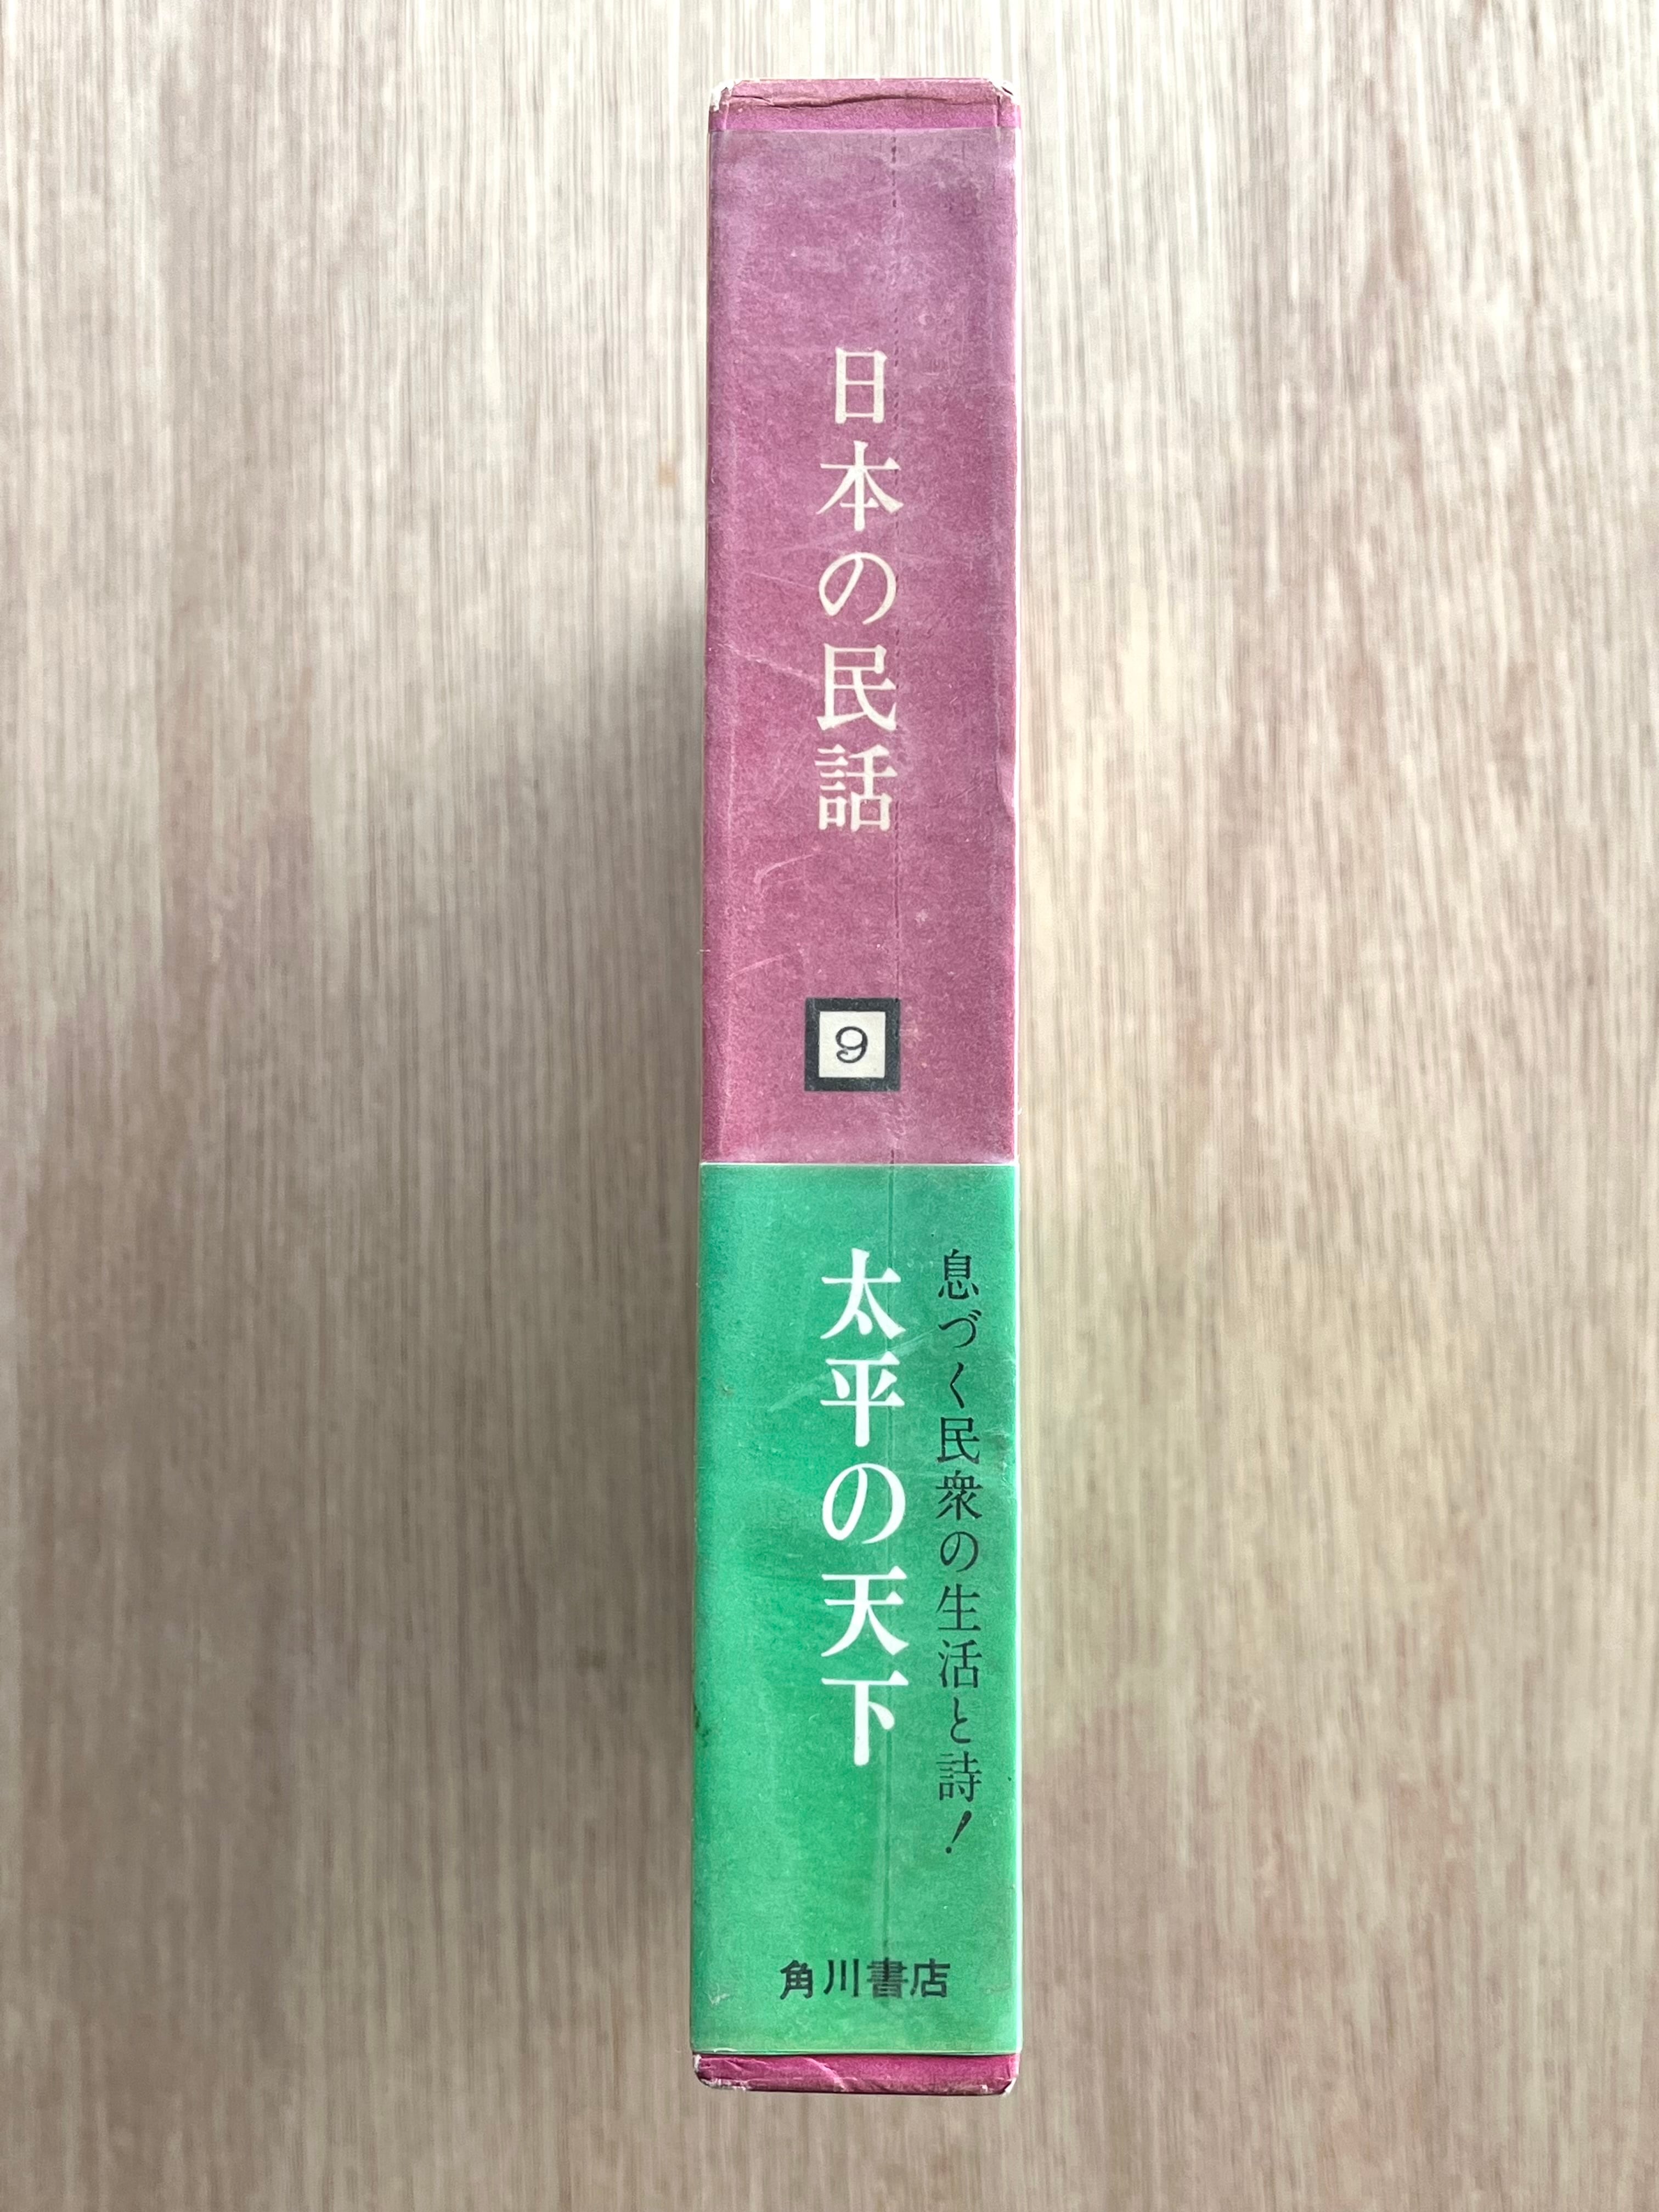 日本の民話
9
息づく民衆の生活と詩!
太平の天下
角川書店